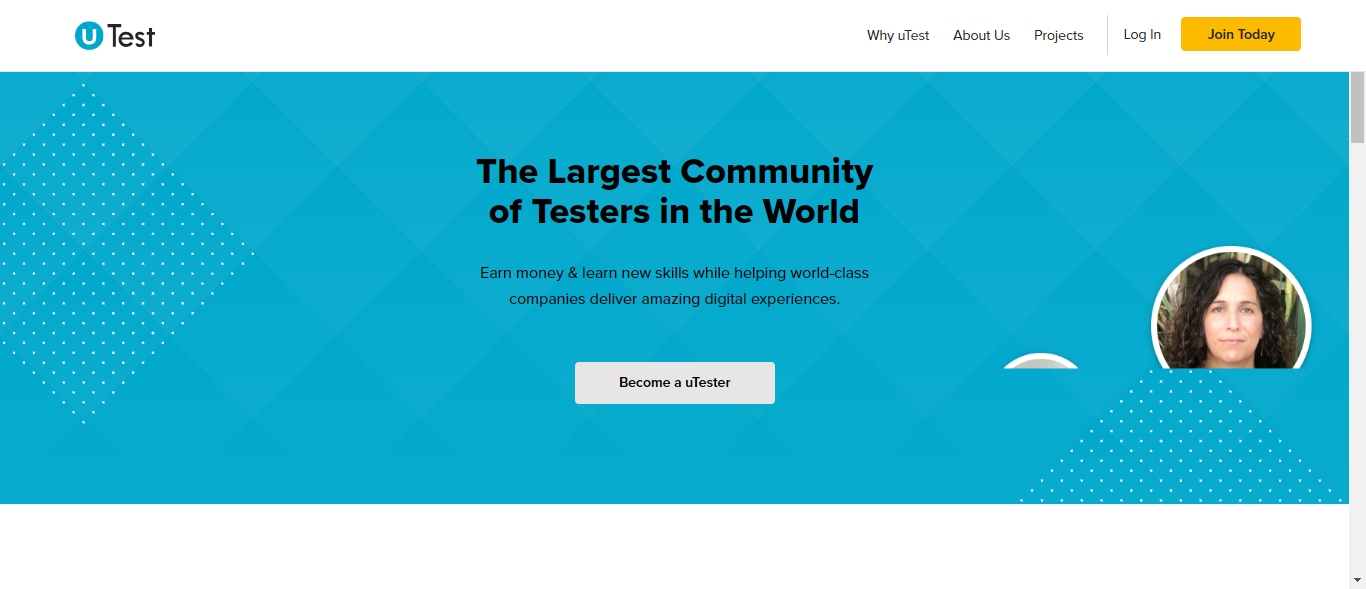 uTest
Why uTest
About Us
Projects
Log In
Join Today
The Largest Community
of Testers in the World
Earn money & learn new skills while helping world-class
companies deliver amazing digital experiences.
Become a uTester